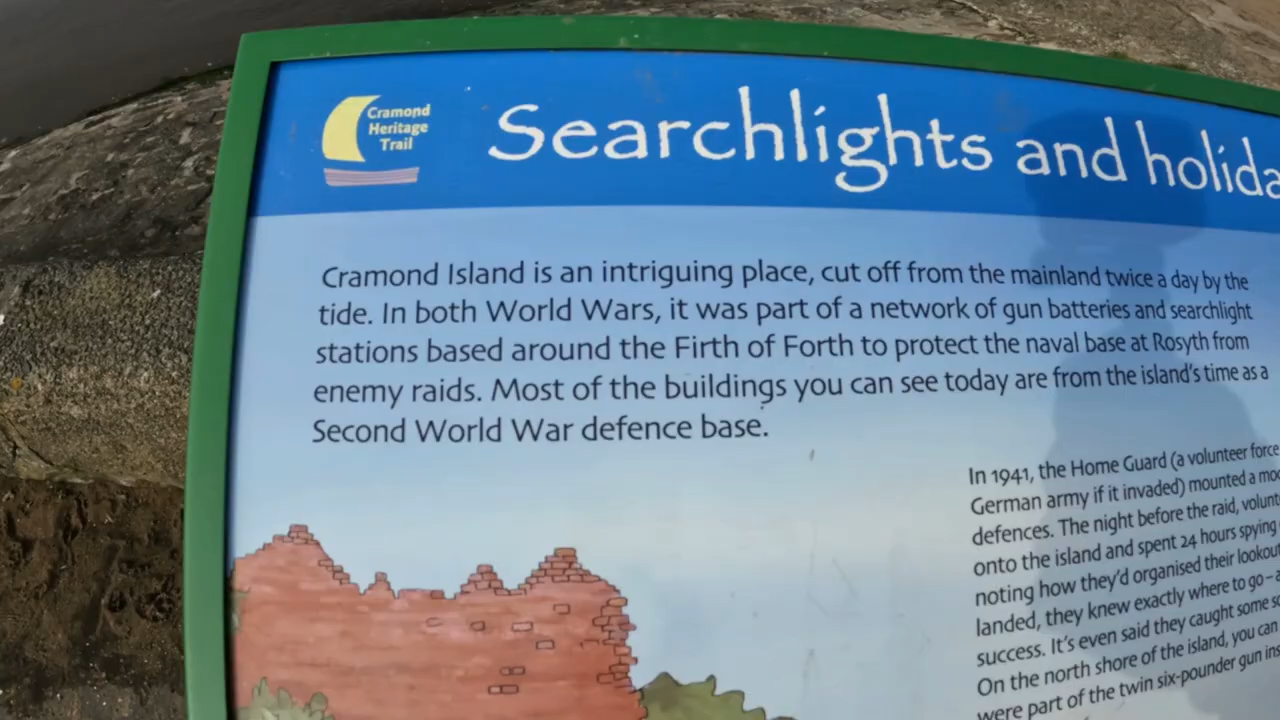 Cramond
Heritage
Trail
Searchlights and
Cramond Island is an intriguing place, cut off from the mainland twice a day by the
tide. In both World Wars, it was part of a network of gun batteries and searchlight
stations based around the Firth of Forth to protect the naval base at Rosyth from
enemy raids. Most of the buildings you can see today are from the island's time as a
Second World War defence base.
In 1941, the Home Guard (a volunteer force
German army if it invaded) mounted a
defences. The night before the raid,
onto the island and spent 24 hours spying
noting how they'd organised their
landed, they knew exactly where to go –
success. It's even said they caught some
On the north shore of the island, you can
were part of the twin six-pounder gun